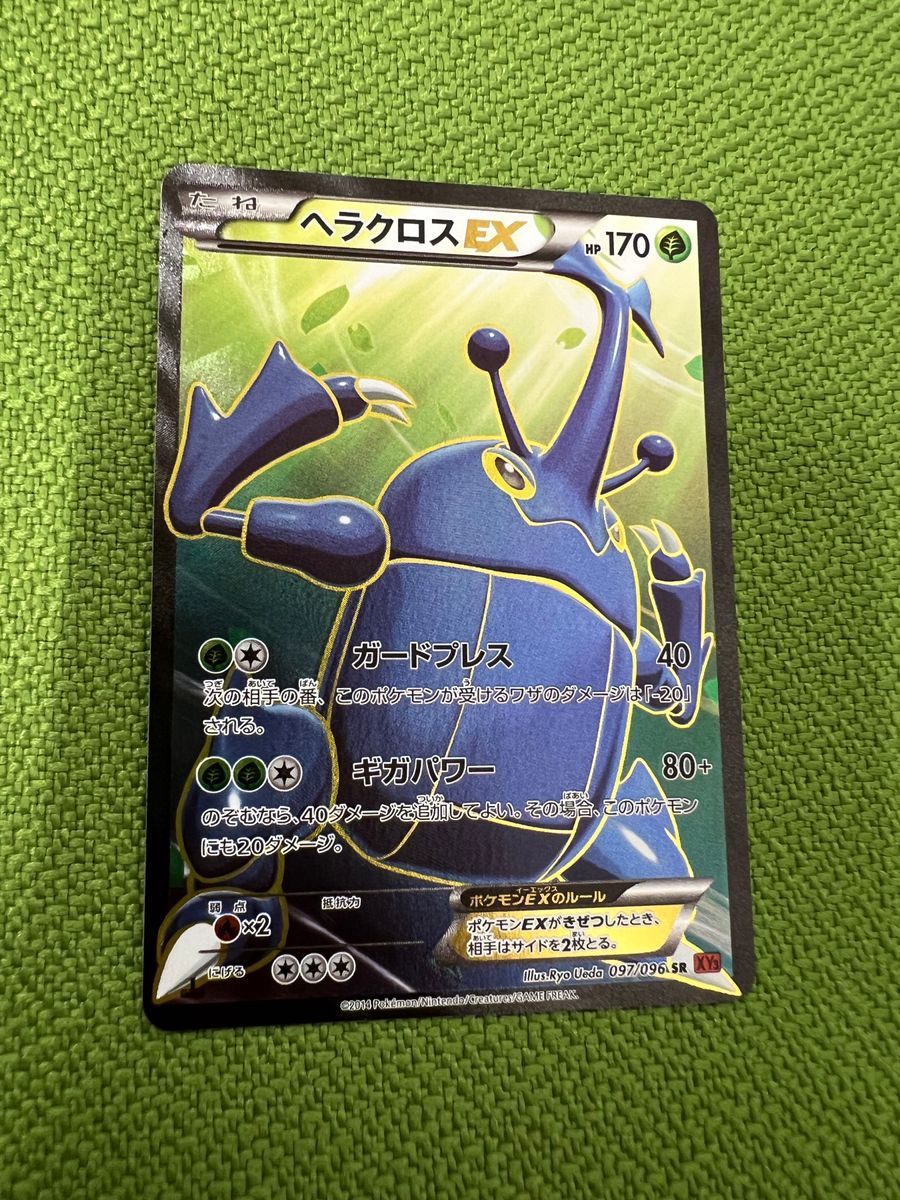 たね ヘラクロスEX HP170
ガードプレス 40
次の相手の番、このポケモンが受けるワザのダメージは「-20」
される。
ギガパワー 80+
のぞむなら、40ダメージを追加してよい。その場合、このポケモン
にも20ダメージ。
弱点 抵抗力
×2
にげる
ポケモンEXのルール
ポケモンEXがきぜつしたとき、
相手はサイドを2枚とる。
Illus.Ryo Ueda 097/096 SR XY3
©2014 Pokémon/Nintendo/Creatures/GAME FREAK.